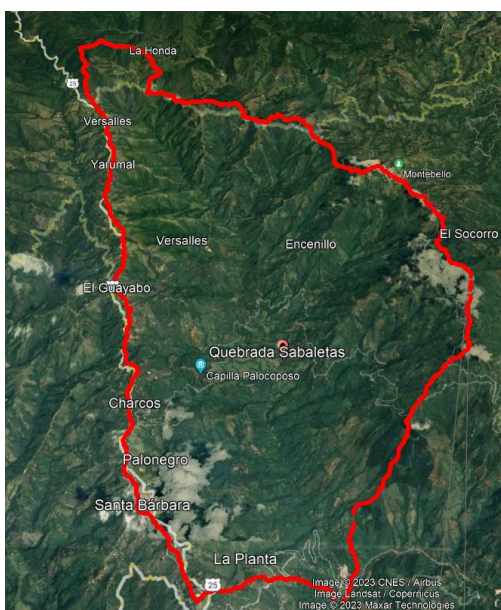 La Honda
25
Versalles
Montebello
Yarumal
El Socorro
Versalles
Encenillo
El Guayabo
Quebrada Sabaletas
Capilla Palocoposo
Charcos
Palonegro
Santa Bárbara
La Planta
25
Image © 2023 CNES / Airbus
Image Landsat / Copernicus
Image © 2023 Maxar Technologies